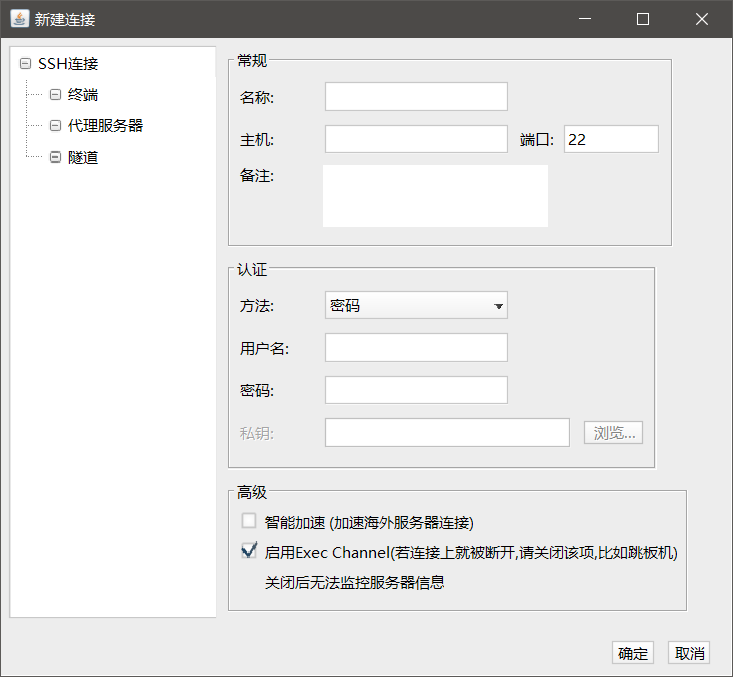 新建连接
SSH连接
终端
代理服务器
隧道
常规
名称:
主机:
端口: 22
备注:
认证
方法: 密码
用户名:
密码:
私钥: 浏览...
高级
智能加速 (加速海外服务器连接)
启用Exec Channel(若连接上就被断开,请关闭该项,比如跳板机)
关闭后无法监控服务器信息
确定 取消